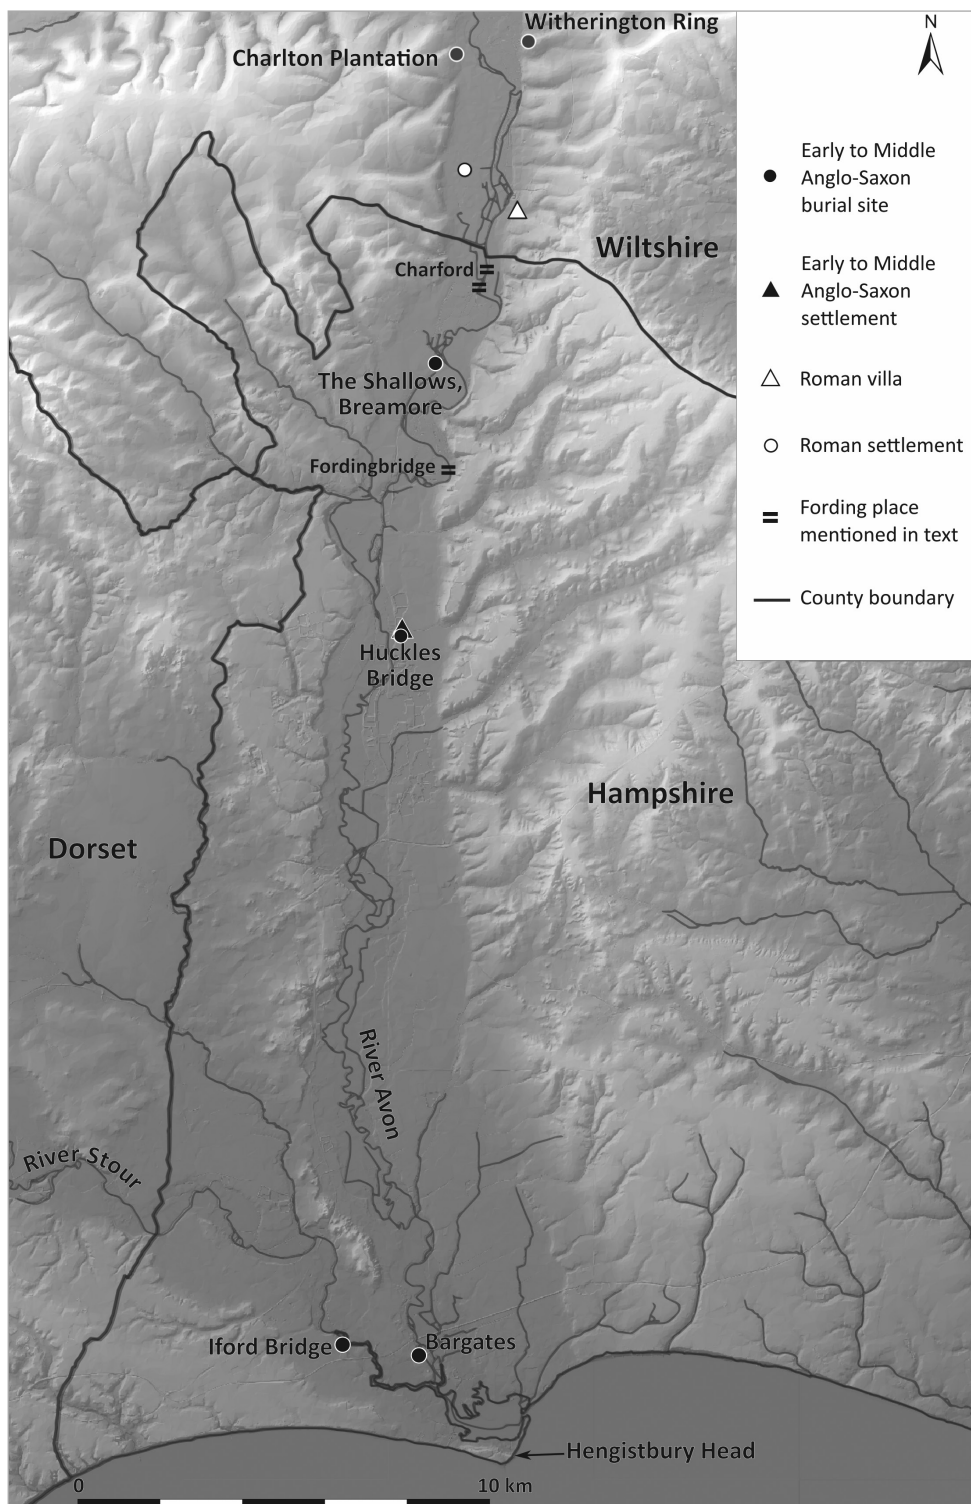 Witherington Ring
Charlton Plantation
Wiltshire
Charford
The Shallows,
Breamore
Fordingbridge
Huckles
Bridge
Hampshire
Dorset
River Avon
River Stour
Iford Bridge
Bargates
Hengistbury Head
0
10 km
N
Early to Middle
Anglo-Saxon
burial site
Early to Middle
Anglo-Saxon
settlement
Roman villa
Roman settlement
Fording place
mentioned in text
County boundary